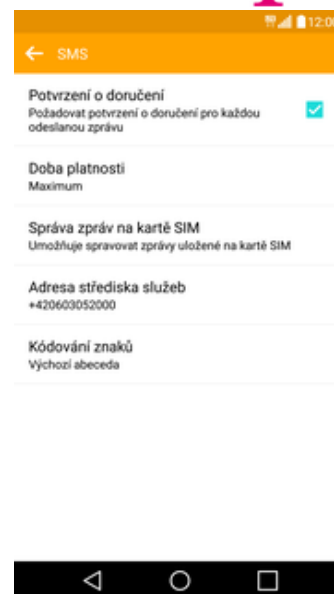 12:00
SMS
Potvrzení o doručení
Požadovat potvrzení o doručení pro každou
odeslanou zprávu
Doba platnosti
Maximum
Správa zpráv na kartě SIM
Umožňuje spravovat zprávy uložené na kartě SIM
Adresa střediska služeb
+420603052000
Kódování znaků
Výchozí abeceda